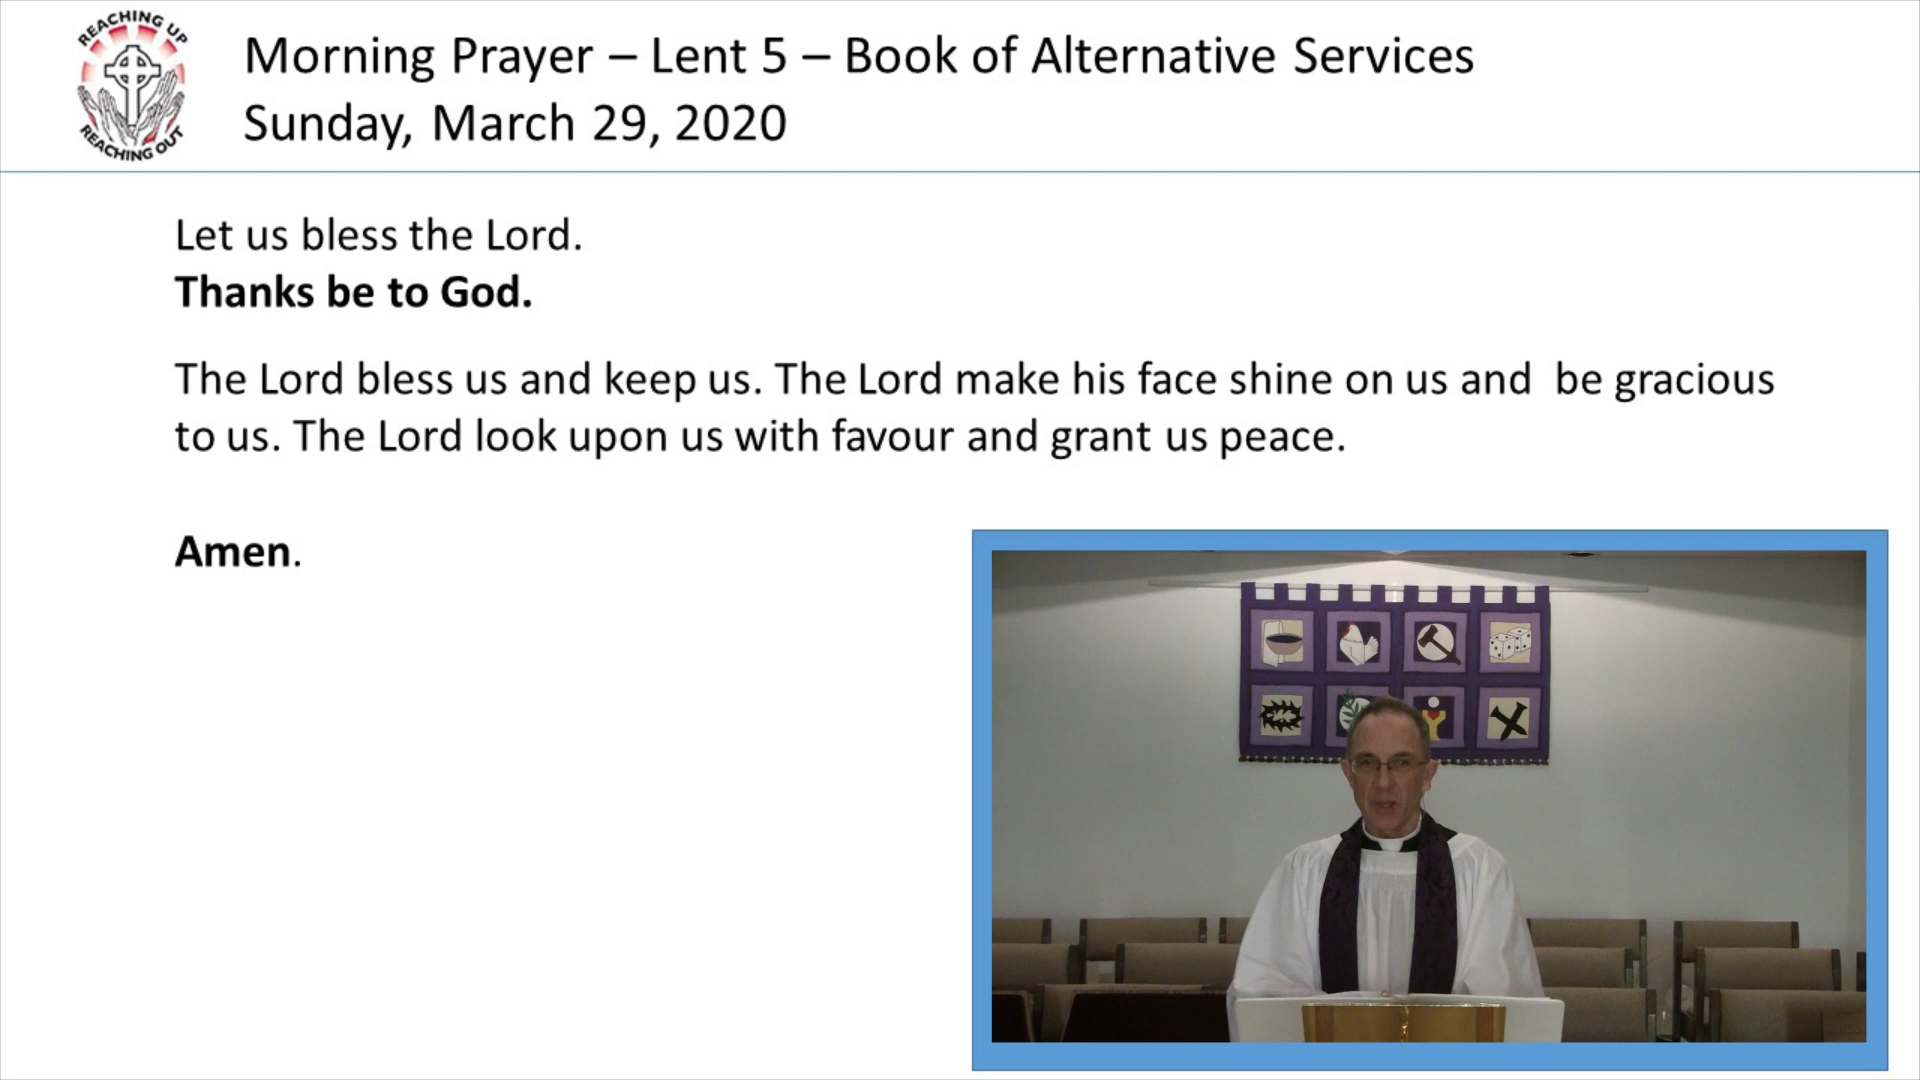 REACHING UP
REACHING OUT
Morning Prayer – Lent 5 – Book of Alternative Services
Sunday, March 29, 2020
Let us bless the Lord.
Thanks be to God.
The Lord bless us and keep us. The Lord make his face shine on us and  be gracious
to us. The Lord look upon us with favour and grant us peace.
Amen.